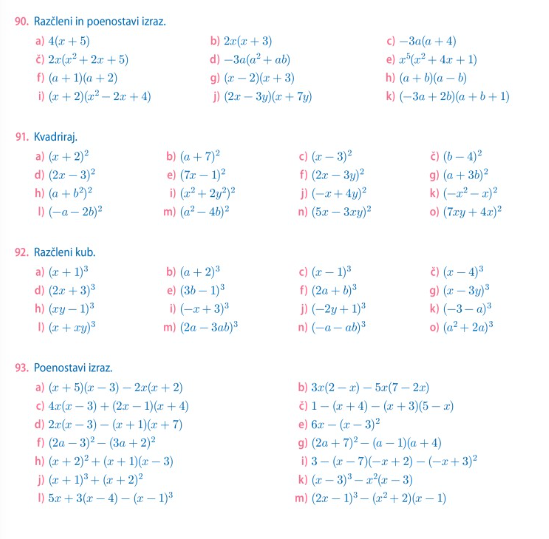 90. Razčleni in poenostavi izraz.
a) 4(x + 5) b) 2x(x + 3) c) −3a(a + 4)
č) 2x(x² + 2x + 5) d) −3a(a² + ab) e) x⁵(x² + 4x + 1)
f) (a + 1)(a + 2) g) (x − 2)(x + 3) h) (a + b)(a − b)
i) (x + 2)(x² − 2x + 4) j) (2x − 3y)(x + 7y) k) (−3a + 2b)(a + b + 1)
91. Kvadriraj.
a) (x + 2)² b) (a + 7)² c) (x − 3)² č) (b − 4)²
d) (2x − 3)² e) (7x − 1)² f) (2x − 3y)² g) (a + 3b)²
h) (a + b²)² i) (x² + 2y²)² j) (−x + 4y)² k) (−x² − x)²
l) (−a − 2b)² m) (a² − 4b)² n) (5x − 3xy)² o) (7xy + 4x)²
92. Razčleni kub.
a) (x + 1)³ b) (a + 2)³ c) (x − 1)³ č) (x − 4)³
d) (2x + 3)³ e) (3b − 1)³ f) (2a + b)³ g) (x − 3y)³
h) (xy − 1)³ i) (−x + 3)³ j) (−2y + 1)³ k) (−3 − a)³
l) (x + xy)³ m) (2a − 3ab)³ n) (−a − ab)³ o) (a² + 2a)³
93. Poenostavi izraz.
a) (x + 5)(x − 3) − 2x(x + 2) b) 3x(2 − x) − 5x(7 − 2x)
c) 4x(x − 3) + (2x − 1)(x + 4) č) 1 − (x + 4) − (x + 3)(5 − x)
d) 2x(x − 3) − (x + 1)(x + 7) e) 6x − (x − 3)²
f) (2a − 3)² − (3a + 2)² g) (2a + 7)² − (a − 1)(a + 4)
h) (x + 2)² + (x + 1)(x − 3) i) 3 − (x − 7)(−x + 2) − (−x + 3)²
j) (x + 1)³ + (x + 2)² k) (x − 3)³ − x²(x − 3)
l) 5x + 3(x − 4) − (x − 1)³ m) (2x − 1)³ − (x² + 2)(x − 1)